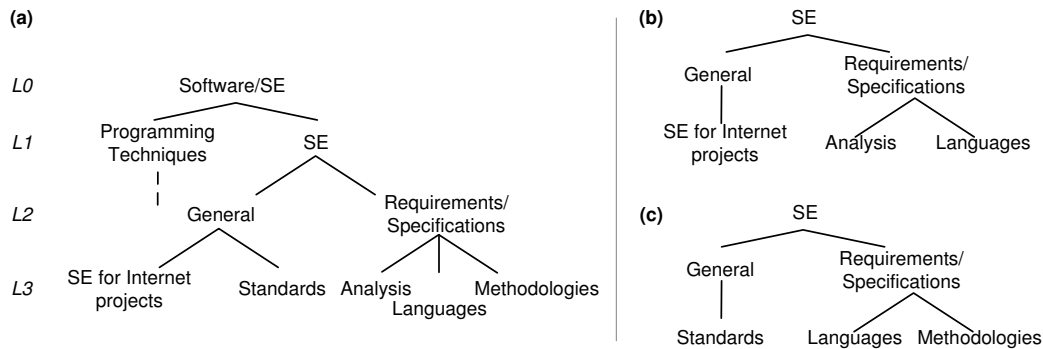 (a)
L0
Software/SE
L1
Programming
Techniques
SE
L2
General
Requirements/
Specifications
L3
SE for Internet
projects
Standards
Analysis
Languages
Methodologies
(b)
SE
General
Requirements/
Specifications
SE for Internet
projects
Analysis
Languages
(c)
SE
General
Requirements/
Specifications
Standards
Languages
Methodologies